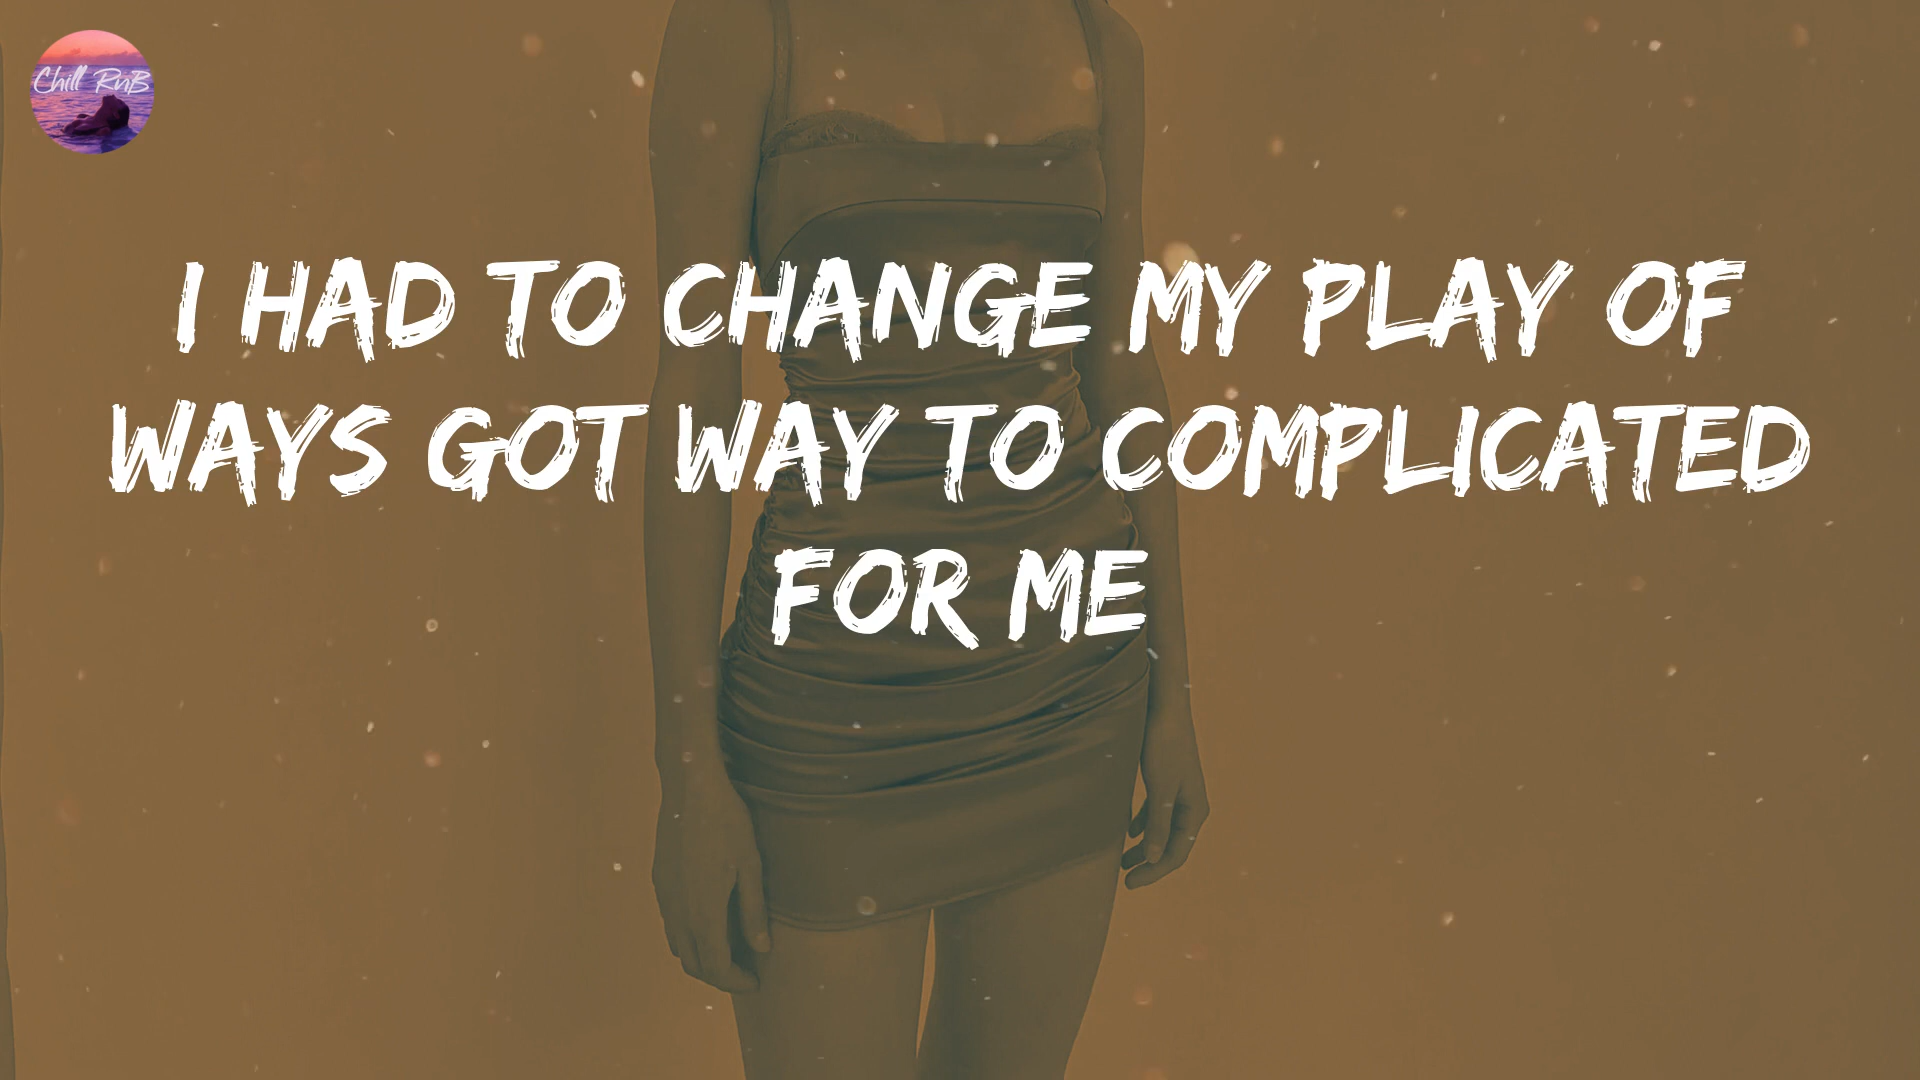 Chill RnB
I HAD TO CHANGE MY PLAY OF
WAYS GOT WAY TO COMPLICATED
FOR ME